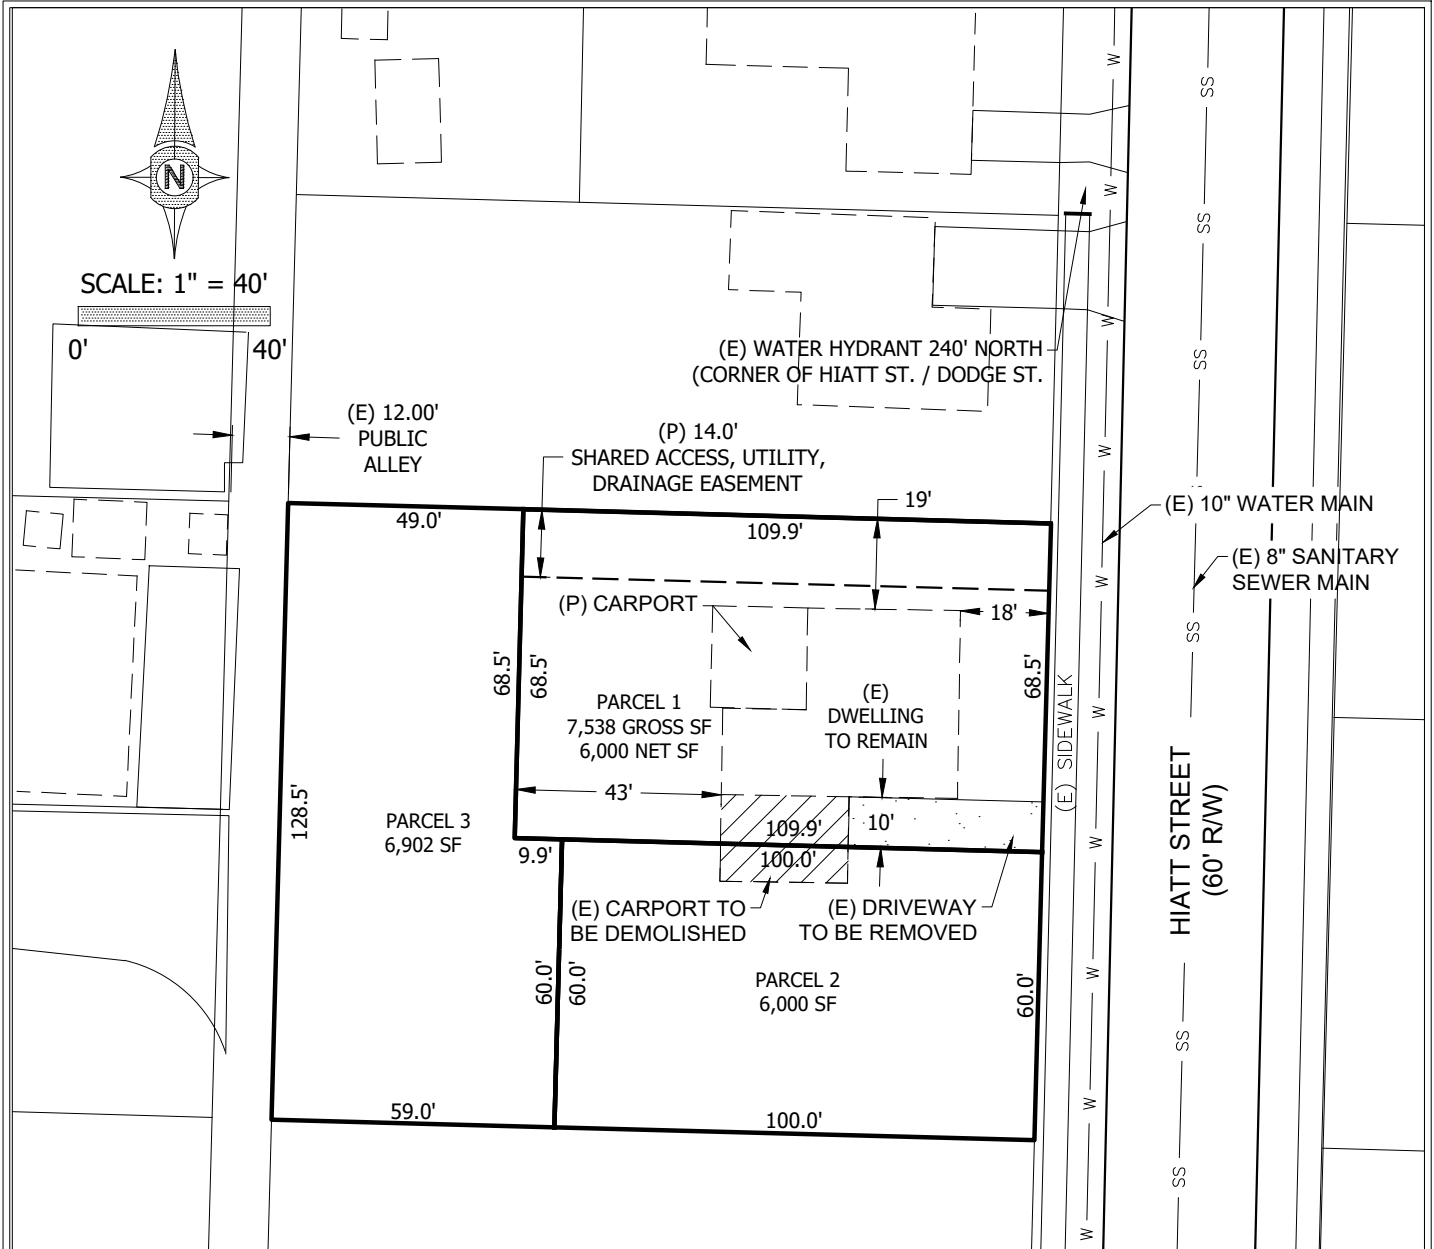 N
SCALE: 1" = 40'
0'
40'
(E) WATER HYDRANT 240' NORTH
(CORNER OF HIATT ST. / DODGE ST.
(E) 12.00'
PUBLIC
ALLEY
(P) 14.0'
SHARED ACCESS, UTILITY,
DRAINAGE EASEMENT
19'
49.0'
109.9'
(E) 10" WATER MAIN
(E) 8" SANITARY
SEWER MAIN
(P) CARPORT
18'
68.5'
68.5'
68.5'
PARCEL 1
7,538 GROSS SF
6,000 NET SF
(E)
DWELLING
TO REMAIN
(E) SIDEWALK
43'
128.5'
PARCEL 3
6,902 SF
109.9'
10'
9.9'
100.0'
(E) CARPORT TO
BE DEMOLISHED
(E) DRIVEWAY
TO BE REMOVED
HIATT STREET
(60' R/W)
60.0'
60.0'
60.0'
PARCEL 2
6,000 SF
59.0'
100.0'
W
W
W
W
W
W
W
W
W
W
SS
SS
SS
SS
SS
SS